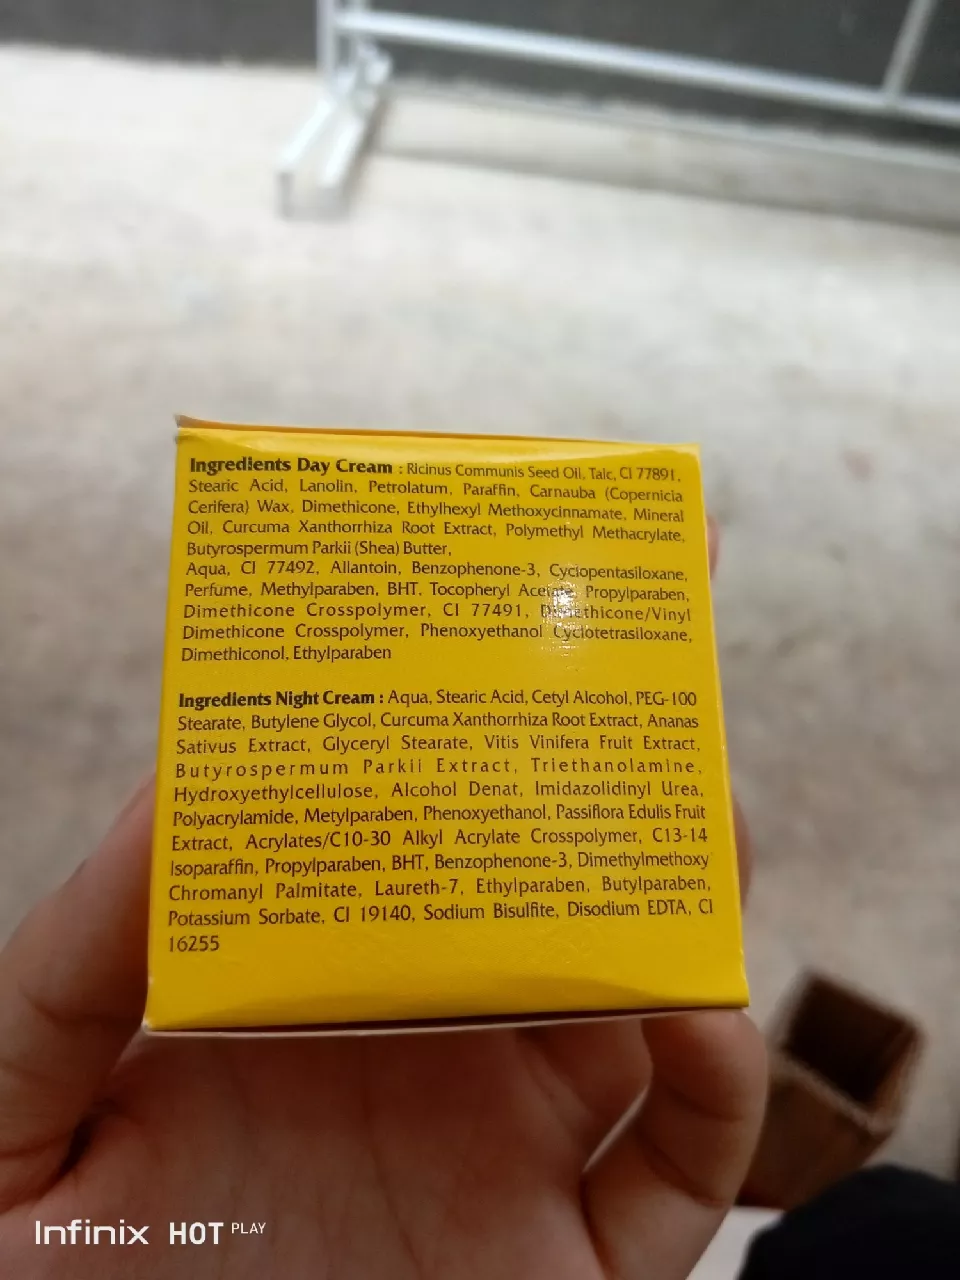 Ingredients Day Cream : Ricinus Communis Seed Oil, Talc, CI 77891,
Stearic Acid, Lanolin, Petrolatum, Paraffin, Carnauba (Copernicia
Cerifera) Wax, Dimethicone, Ethylhexyl Methoxycinnamate, Mineral
Oil, Curcuma Xanthorrhiza Root Extract, Polymethyl Methacrylate,
Butyrospermum Parkii (Shea) Butter,
Aqua, CI 77492, Allantoin, Benzophenone-3, Cyclopentasiloxane,
Perfume, Methylparaben, BHT, Tocopheryl Acetate, Propylparaben,
Dimethicone Crosspolymer, CI 77491, Dimethicone/Vinyl
Dimethicone Crosspolymer, Phenoxyethanol Cyclotetrasiloxane,
Dimethiconol, Ethylparaben
Ingredients Night Cream : Aqua, Stearic Acid, Cetyl Alcohol, PEG-100
Stearate, Butylene Glycol, Curcuma Xanthorrhiza Root Extract, Ananas
Sativus Extract, Glyceryl Stearate, Vitis Vinifera Fruit Extract,
Butyrospermum Parkii Extract, Triethanolamine,
Hydroxyethylcellulose, Alcohol Denat, Imidazolidinyl Urea,
Polyacrylamide, Metylparaben, Phenoxyethanol, Passiflora Edulis Fruit
Extract, Acrylates/C10-30 Alkyl Acrylate Crosspolymer, C13-14
Isoparaffin, Propylparaben, BHT, Benzophenone-3, Dimethylmethoxy
Chromanyl Palmitate, Laureth-7, Ethylparaben, Butylparaben,
Potassium Sorbate, CI 19140, Sodium Bisulfite, Disodium EDTA, CI
16255
Infinix HOT PLAY